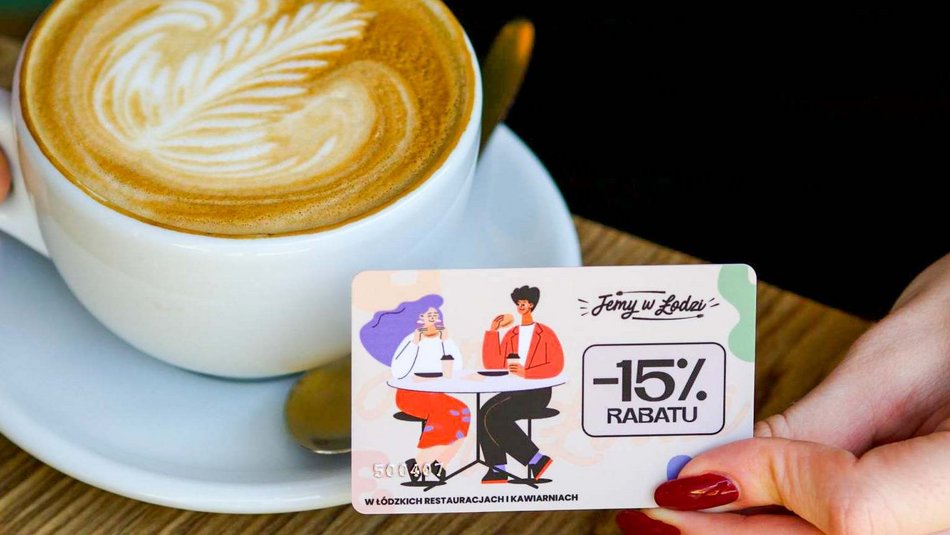 Jemy w Łodzi
-15%
RABATU
500407
W ŁÓDZKICH RESTAURACJACH I KAWIARNIACH